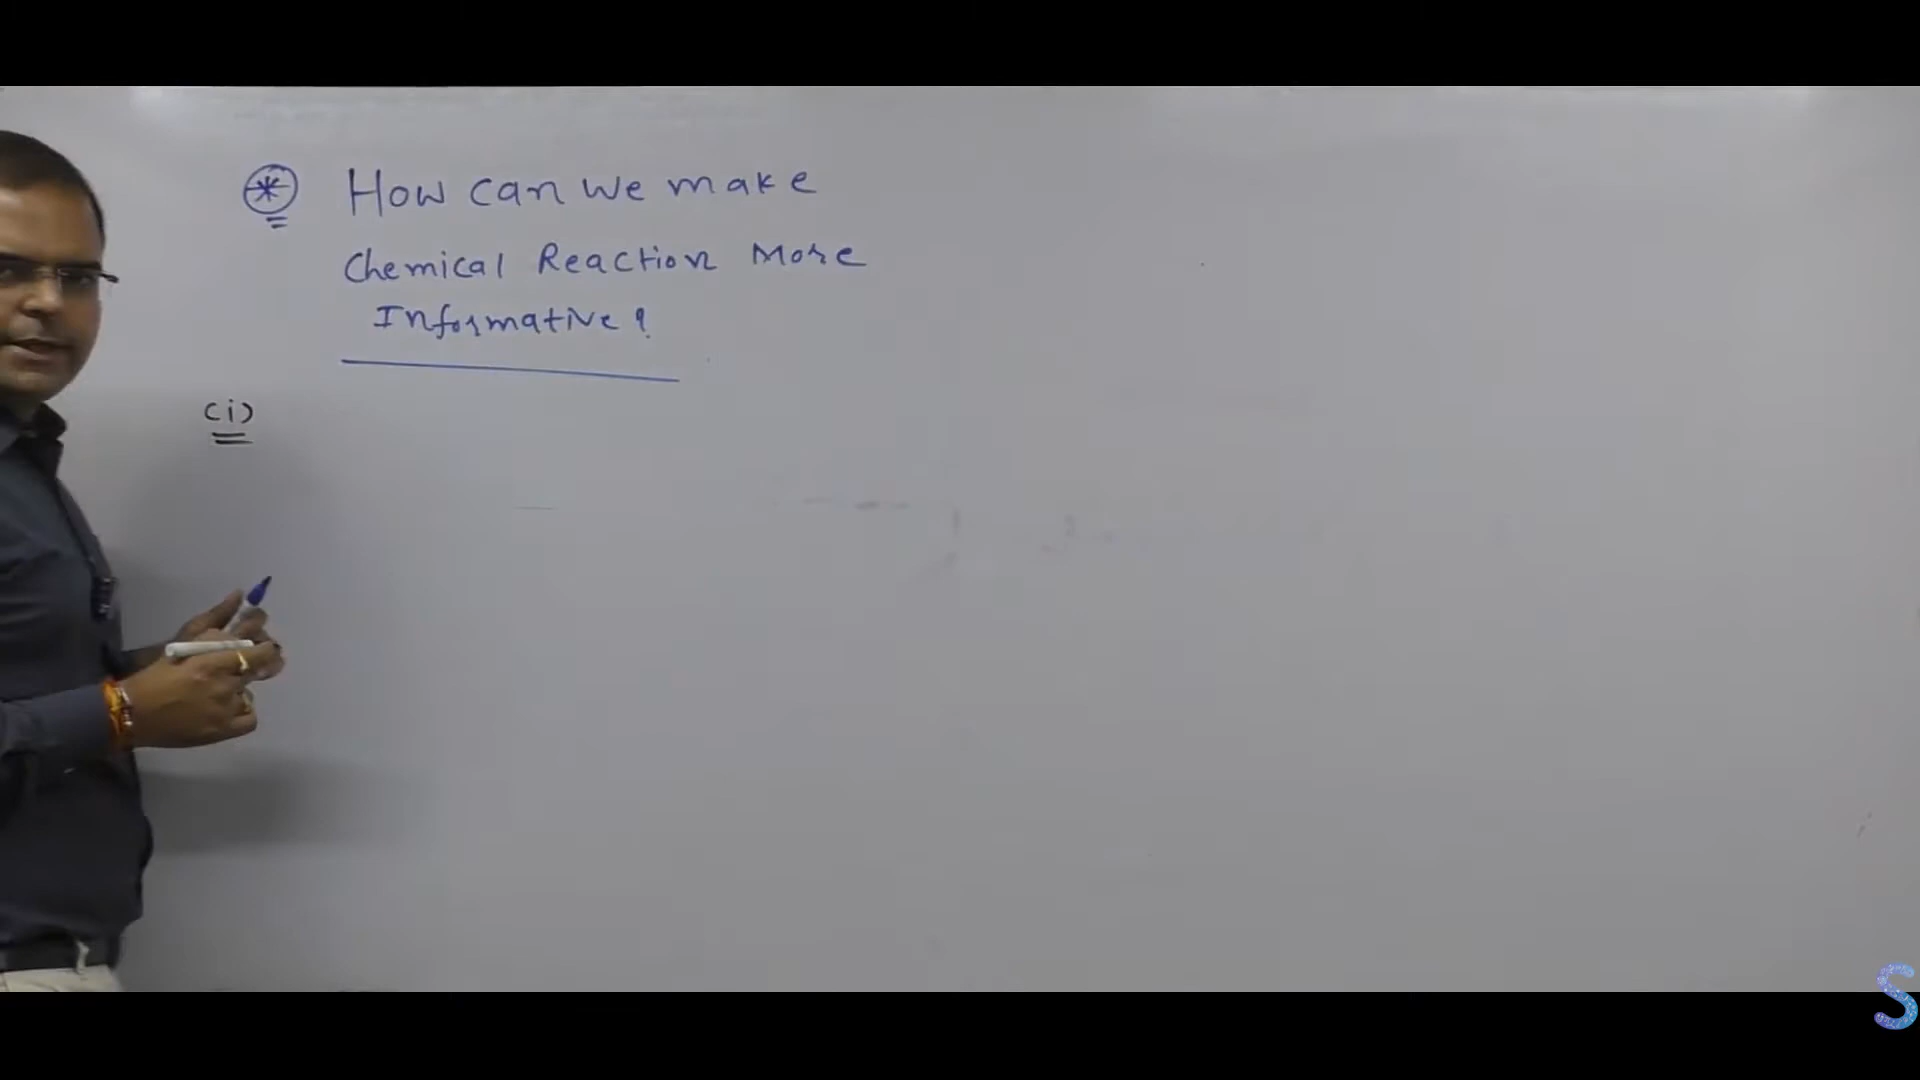 How can we make
Chemical Reaction More
Informative?
(i)
S